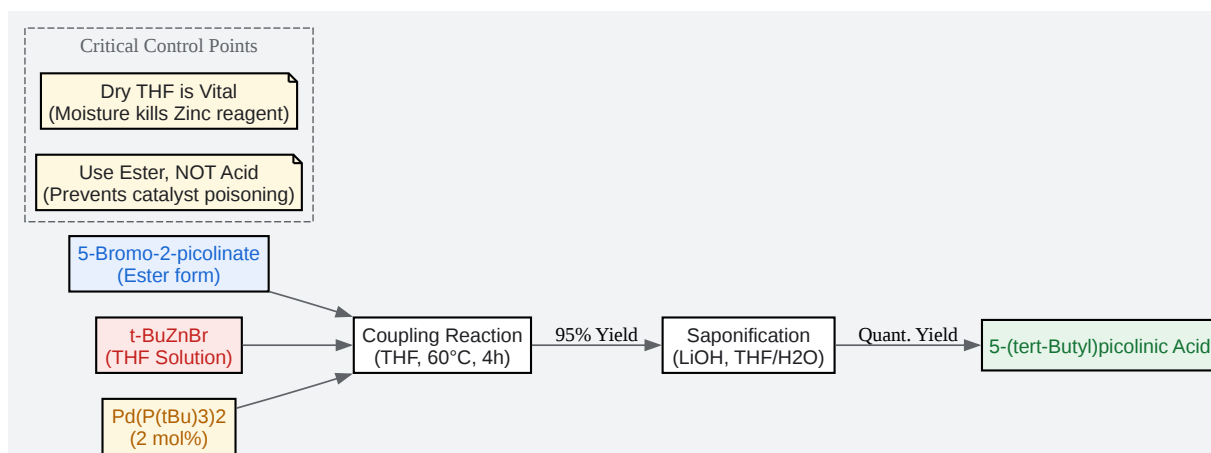 Critical Control Points
Dry THF is Vital
(Moisture kills Zinc reagent)
Use Ester, NOT Acid
(Prevents catalyst poisoning)
5-Bromo-2-picolinate
(Ester form)
t-BuZnBr
(THF Solution)
Pd(P(tBu)3)2
(2 mol%)
Coupling Reaction
(THF, 60°C, 4h)
95% Yield
Saponification
(LiOH, THF/H2O)
Quant. Yield
5-(tert-Butyl)picolinic Acid